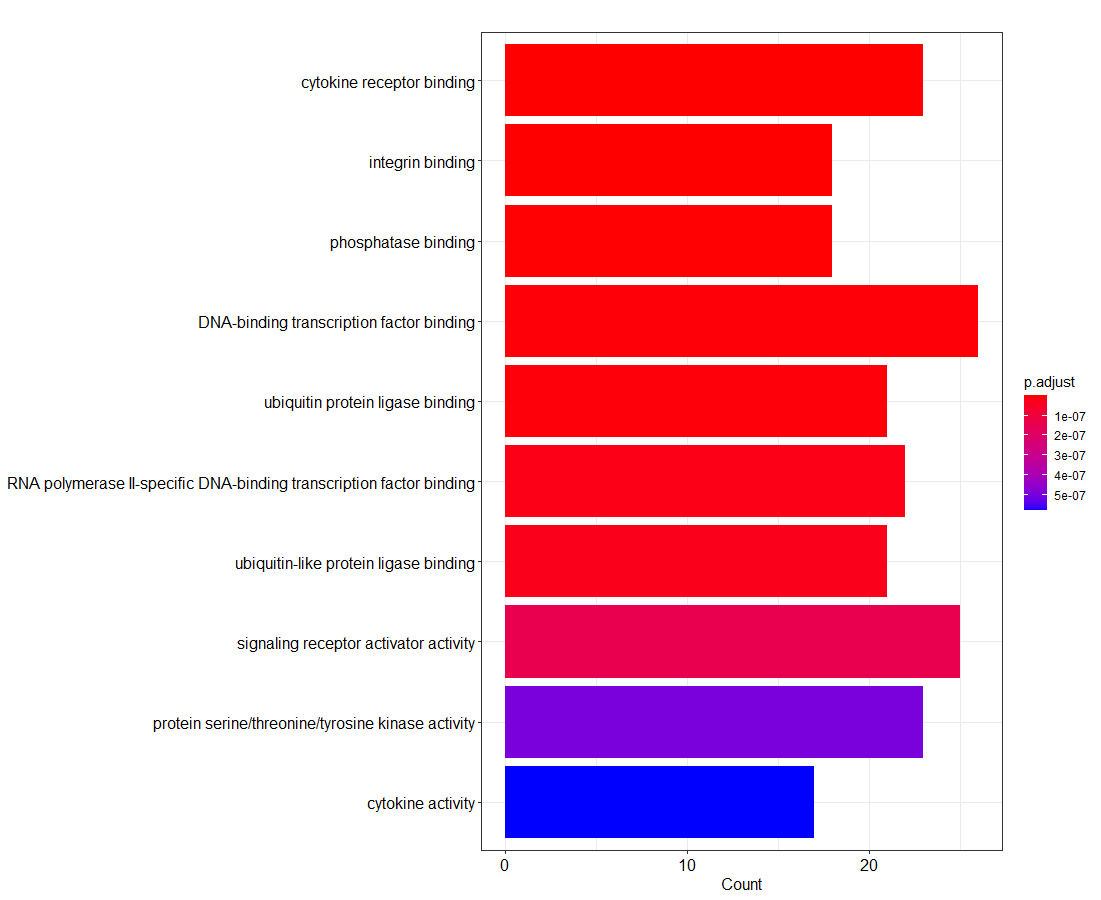 cytokine receptor binding
integrin binding
phosphatase binding
DNA-binding transcription factor binding
ubiquitin protein ligase binding
RNA polymerase II-specific DNA-binding transcription factor binding
ubiquitin-like protein ligase binding
signaling receptor activator activity
protein serine/threonine/tyrosine kinase activity
cytokine activity
0 10 20
Count
p.adjust
1e-07
2e-07
3e-07
4e-07
5e-07